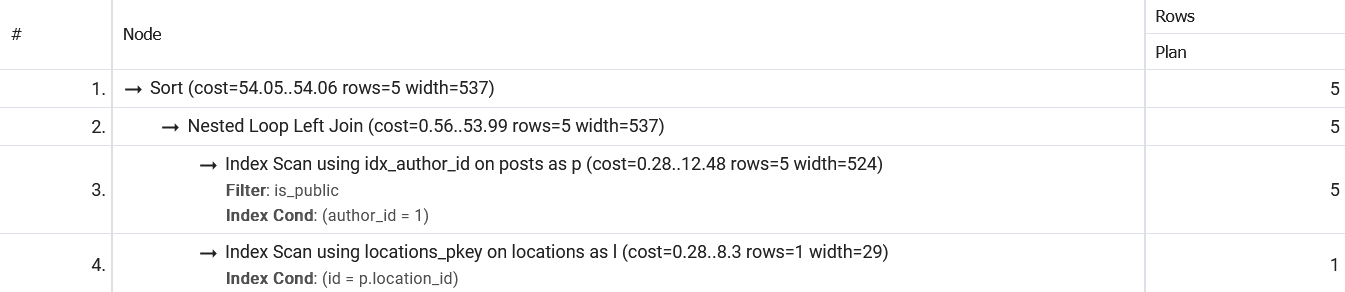 # Node Rows
Plan
1. → Sort (cost=54.05..54.06 rows=5 width=537) 5
2. → Nested Loop Left Join (cost=0.56..53.99 rows=5 width=537) 5
3. → Index Scan using idx_author_id on posts as p (cost=0.28..12.48 rows=5 width=524) 5
Filter: is_public
Index Cond: (author_id = 1)
4. → Index Scan using locations_pkey on locations as l (cost=0.28..8.3 rows=1 width=29) 1
Index Cond: (id = p.location_id)